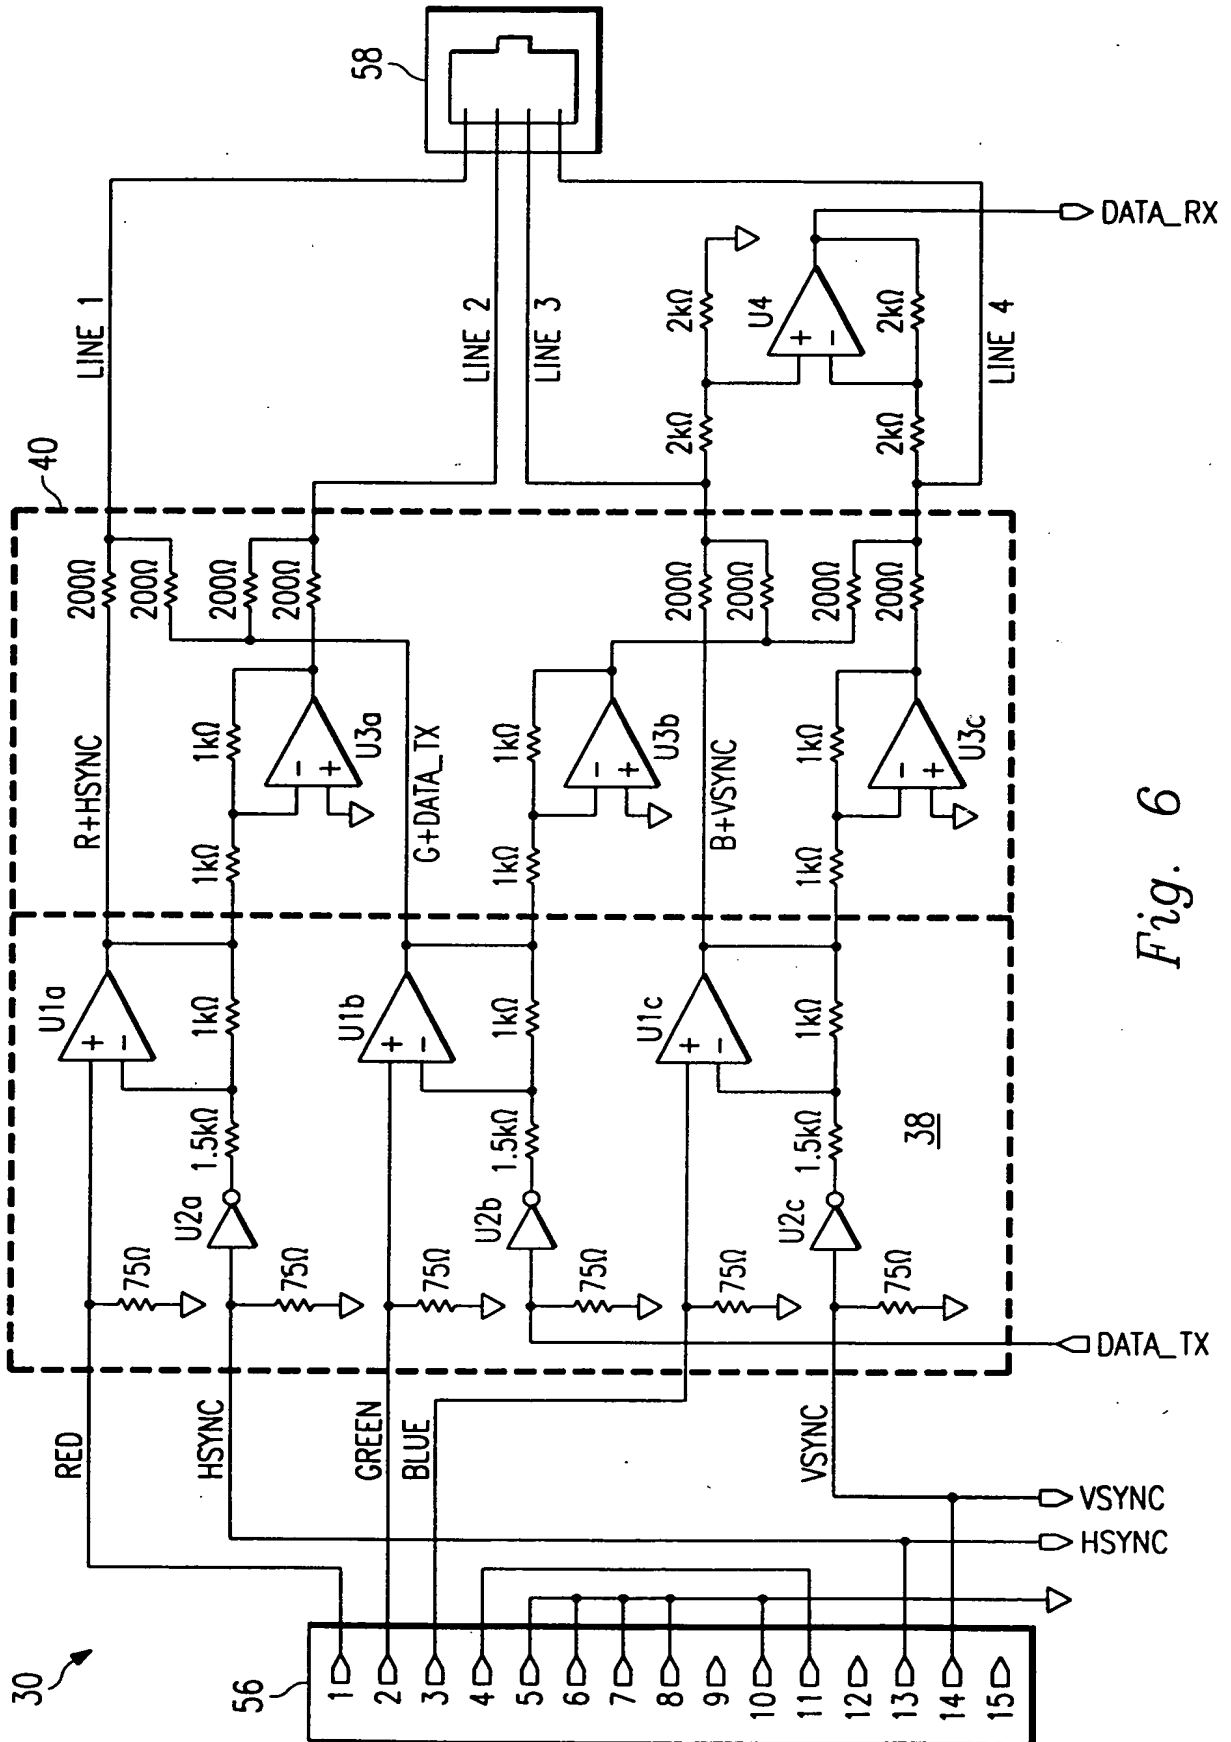 30
56
1
2
3
4
5
6
7
8
9
10
11
12
13
14
15
RED
HSYNC
GREEN
BLUE
VSYNC
VSYNC
HSYNC
DATA_TX
38
75Ω
U2a
1.5kΩ
1kΩ
+
−
U1a
75Ω
75Ω
U2b
1.5kΩ
1kΩ
+
−
U1b
75Ω
75Ω
U2c
1.5kΩ
1kΩ
+
−
U1c
75Ω
40
R+HSYNC
1kΩ
1kΩ
−
+
U3a
G+DATA_TX
1kΩ
1kΩ
−
+
U3b
B+VSYNC
1kΩ
1kΩ
−
+
U3c
200Ω
200Ω
200Ω
200Ω
200Ω
200Ω
200Ω
200Ω
LINE 1
LINE 2
LINE 3
LINE 4
2kΩ
2kΩ
U4
+
−
2kΩ
2kΩ
58
DATA_RX
Fig. 6